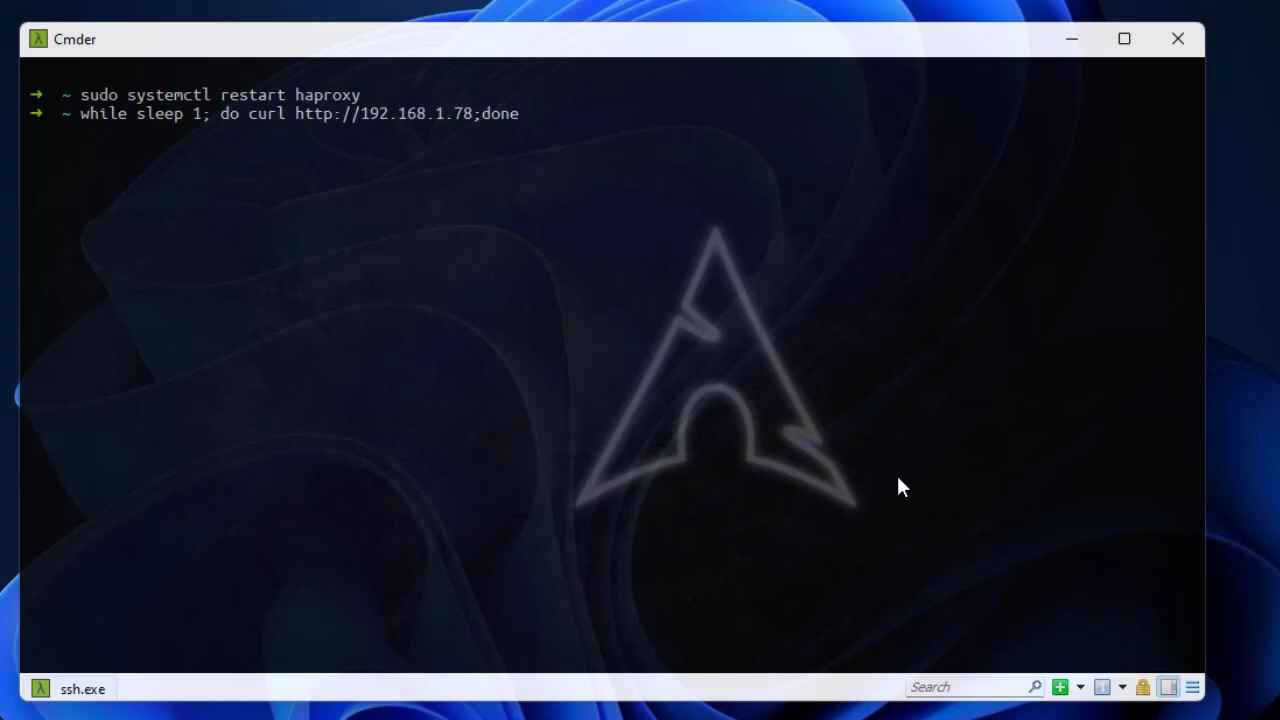 Cmder
➜ ~ sudo systemctl restart haproxy
➜ ~ while sleep 1; do curl http://192.168.1.78;done
ssh.exe
Search